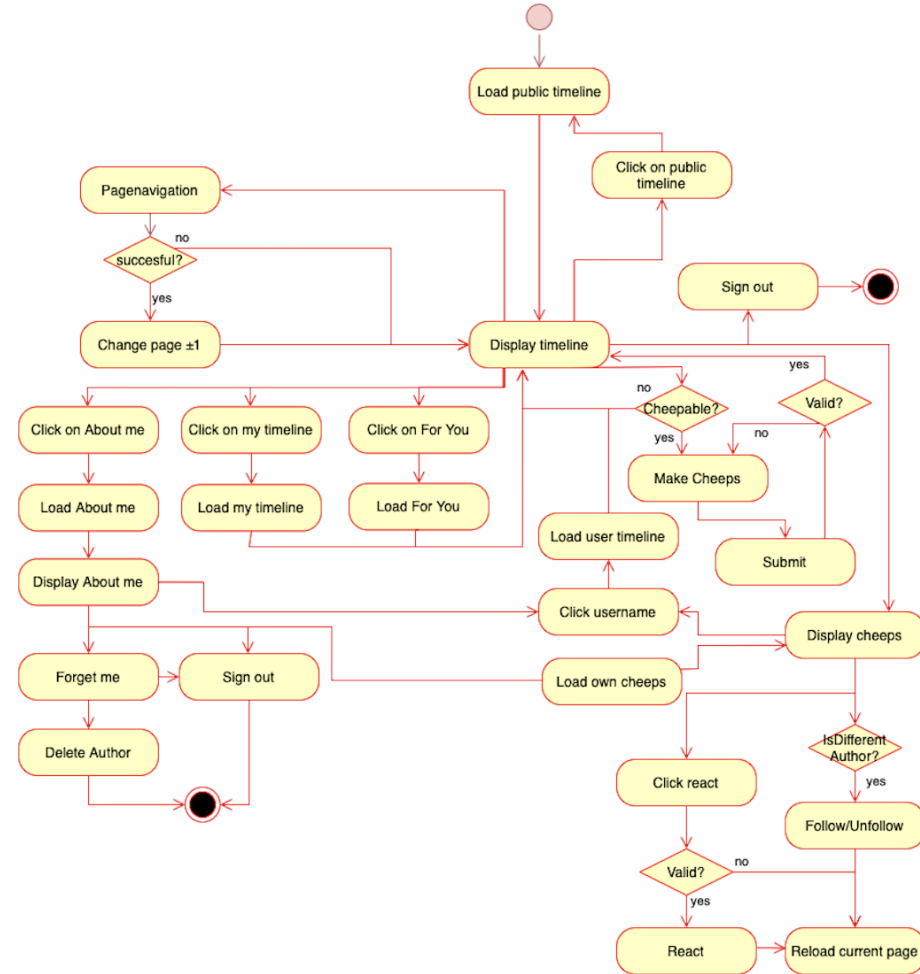 Load public timeline
Click on public
timeline
Pagenavigation
no
succesful?
yes
Sign out
Change page ±1
Display timeline
yes
no
Cheepable?
Valid?
Click on About me
Click on my timeline
Click on For You
yes
no
Make Cheeps
Load About me
Load my timeline
Load For You
Load user timeline
Submit
Display About me
Click username
Display cheeps
Forget me
Sign out
Load own cheeps
Delete Author
IsDifferent
Author?
Click react
yes
Follow/Unfollow
Valid?
no
yes
React
Reload current page